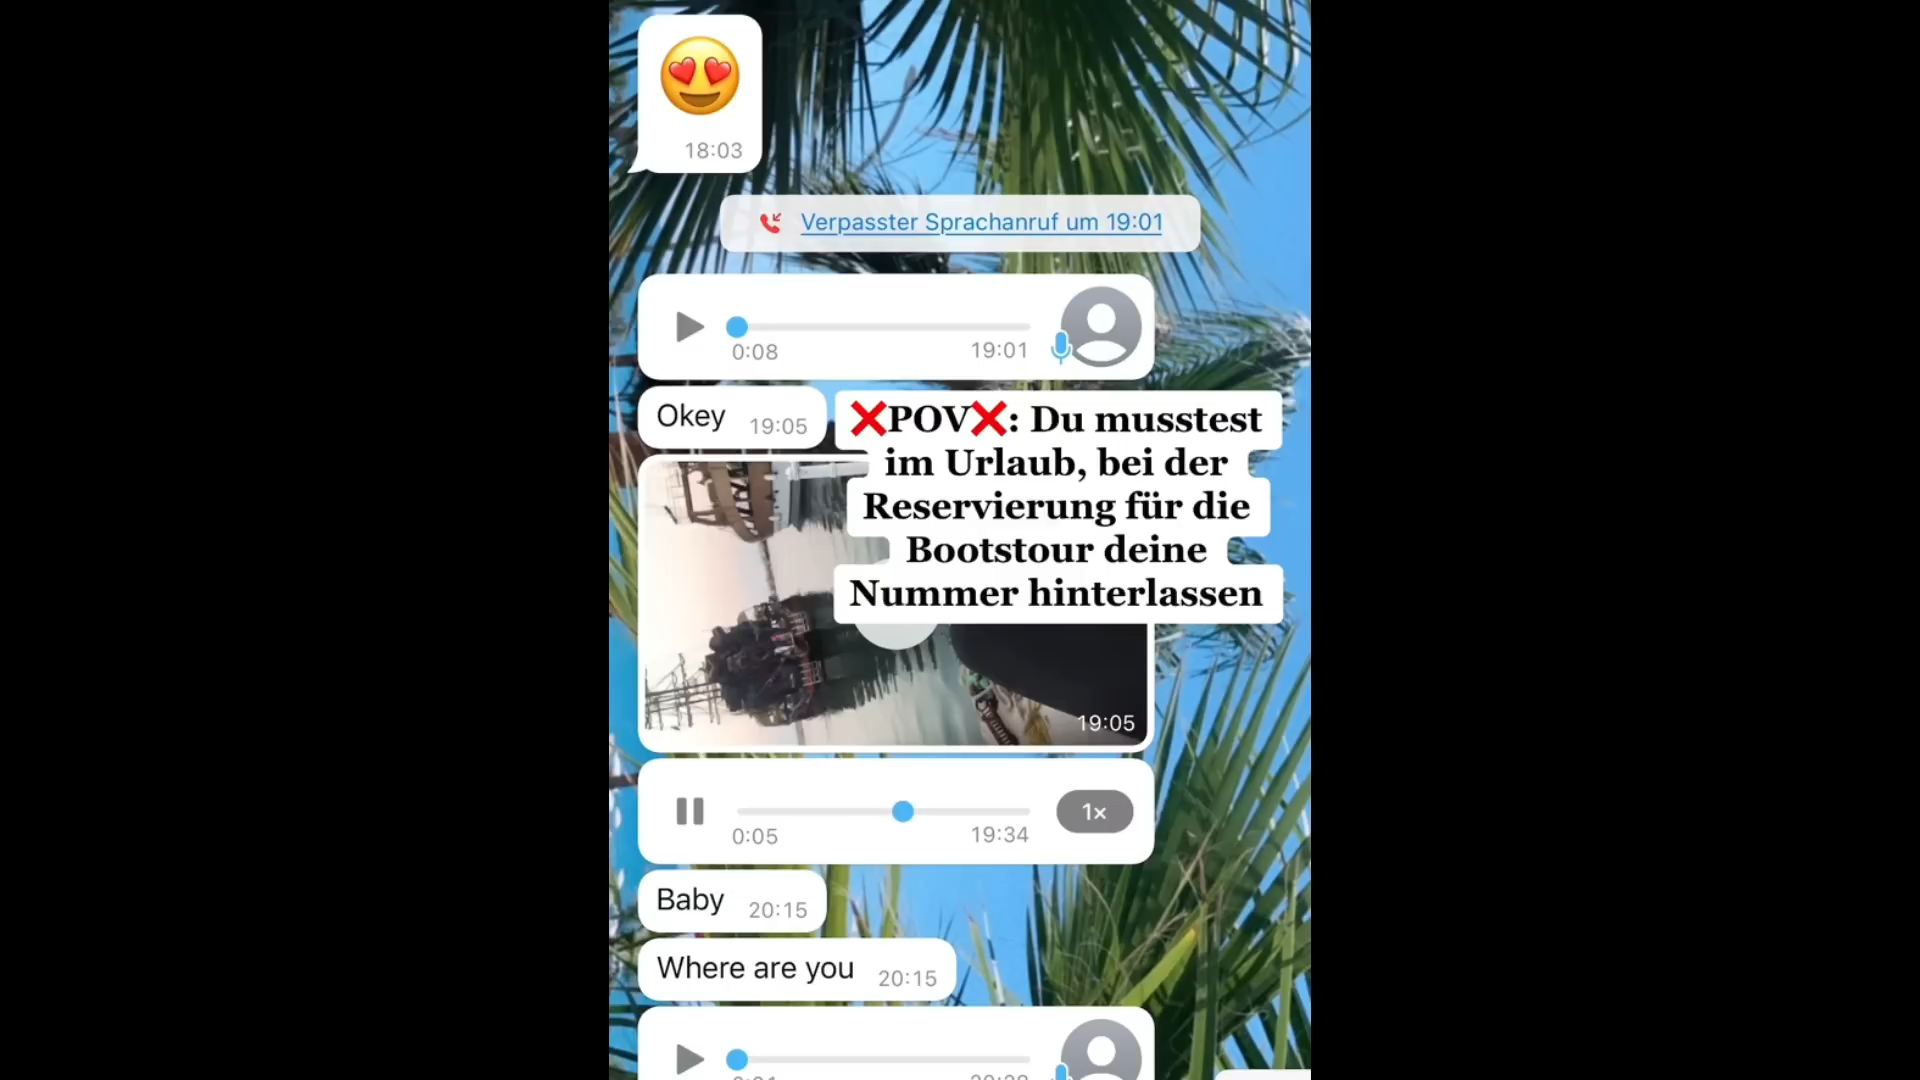 18:03
Verpasster Sprachanruf um 19:01
0:08 19:01
Okey 19:05
❌POV❌: Du musstest
im Urlaub, bei der
Reservierung für die
Bootstour deine
Nummer hinterlassen
19:05
1×
0:05 19:34
Baby 20:15
Where are you 20:15